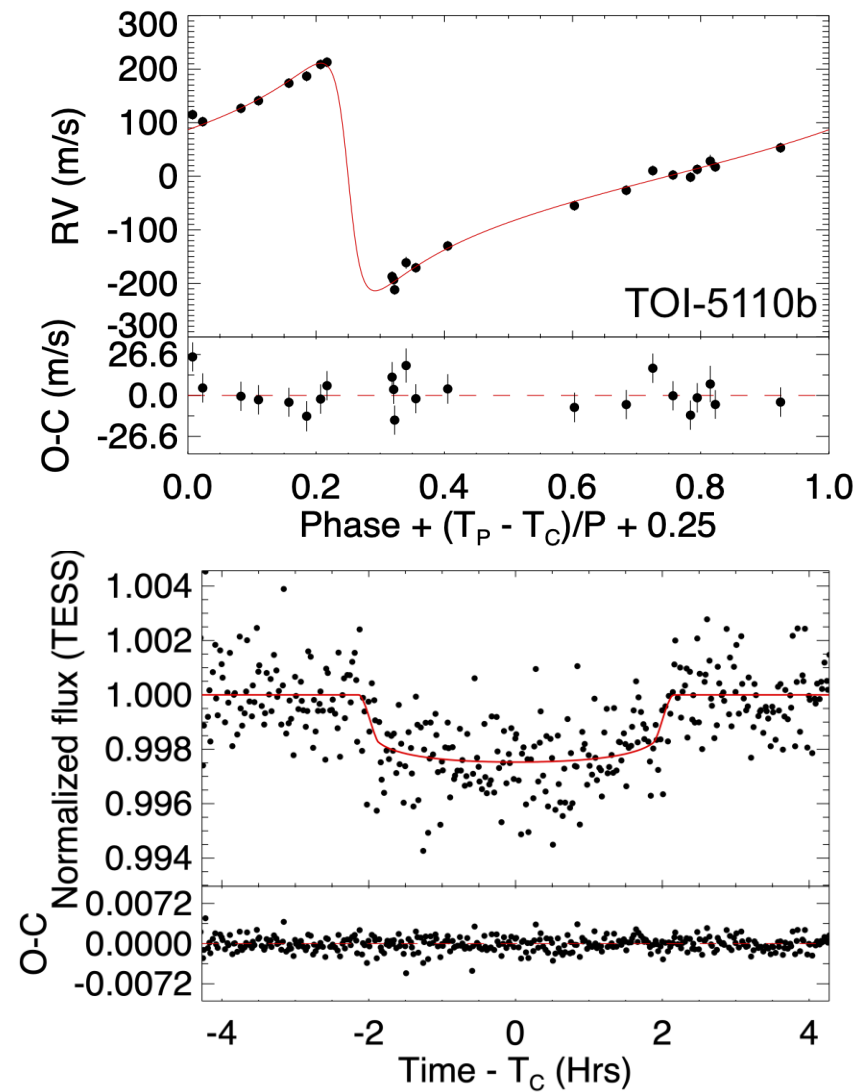 300
200
100
0
-100
-200
-300
RV (m/s)
TOI-5110b
26.6
0.0
-26.6
O-C (m/s)
0.0 0.2 0.4 0.6 0.8 1.0
Phase + (T_P - T_C)/P + 0.25
1.004
1.002
1.000
0.998
0.996
0.994
Normalized flux (TESS)
0.0072
0.0000
-0.0072
O-C
-4 -2 0 2 4
Time - T_C (Hrs)